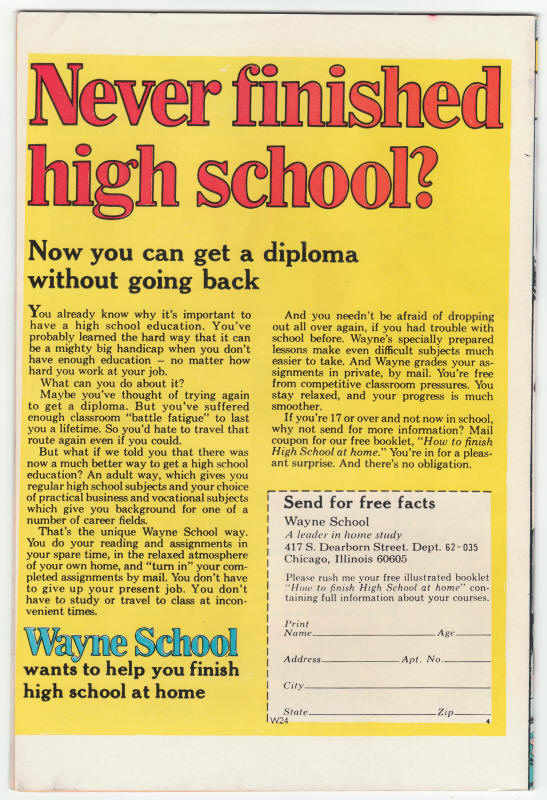 Never finished
high school?
Now you can get a diploma
without going back
You already know why it's important to
have a high school education. You've
probably learned the hard way that it can
be a mighty big handicap when you don't
have enough education – no matter how
hard you work at your job.
What can you do about it?
Maybe you've thought of trying again
to get a diploma. But you've suffered
enough classroom "battle fatigue" to last
you a lifetime. So you'd hate to travel that
route again even if you could.
But what if we told you that there was
now a much better way to get a high school
education? An adult way, which gives you
regular high school subjects and your choice
of practical business and vocational subjects
which give you background for one of a
number of career fields.
That's the unique Wayne School way.
You do your reading and assignments in
your spare time, in the relaxed atmosphere
of your own home, and "turn in" your com-
pleted assignments by mail. You don't have
to give up your present job. You don't
have to study or travel to class at incon-
venient times.
Wayne School
wants to help you finish
high school at home
And you needn't be afraid of dropping
out all over again, if you had trouble with
school before. Wayne's specially prepared
lessons make even difficult subjects much
easier to take. And Wayne grades your as-
signments in private, by mail. You're free
from competitive classroom pressures. You
stay relaxed, and your progress is much
smoother.
If you're 17 or over and not now in school,
why not send for more information? Mail
coupon for our free booklet, "How to finish
High School at home." You're in for a pleas-
ant surprise. And there's no obligation.
Send for free facts
Wayne School
A leader in home study
417 S. Dearborn Street. Dept. 62-035
Chicago, Illinois 60605
Please rush me your free illustrated booklet
"How to finish High School at home" con-
taining full information about your courses.
Print
Name Age
Address Apt. No.
City
State Zip
W24 4